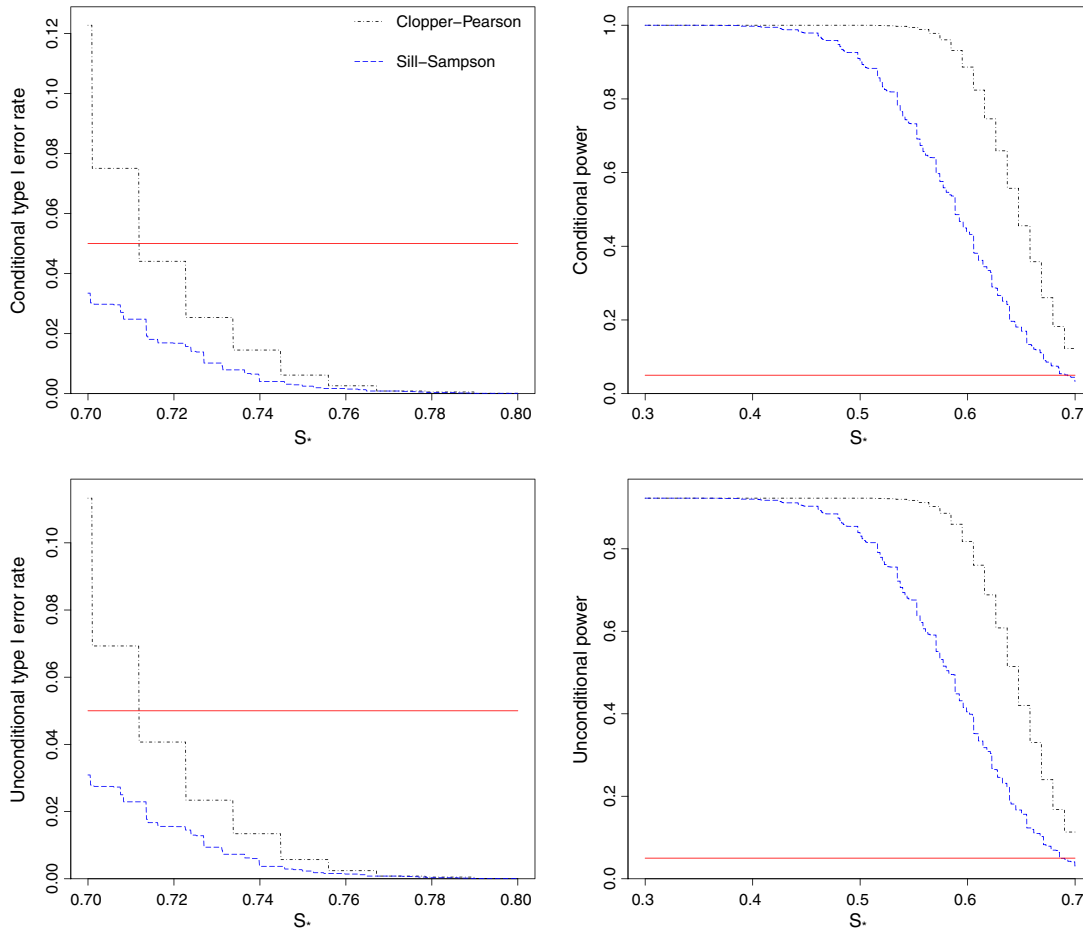 Clopper−Pearson
Sill−Sampson
Conditional type I error rate
0.00 0.02 0.04 0.06 0.08 0.10 0.12
0.70 0.72 0.74 0.76 0.78 0.80
S*
Conditional power
0.0 0.2 0.4 0.6 0.8 1.0
0.3 0.4 0.5 0.6 0.7
S*
Unconditional type I error rate
0.00 0.02 0.04 0.06 0.08 0.10
0.70 0.72 0.74 0.76 0.78 0.80
S*
Unconditional power
0.0 0.2 0.4 0.6 0.8
0.3 0.4 0.5 0.6 0.7
S*